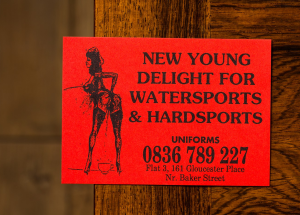 NEW YOUNG
DELIGHT FOR
WATERSPORTS
& HARDSPORTS
UNIFORMS
0836 789 227
Flat 3, 161 Gloucester Place
Nr. Baker Street